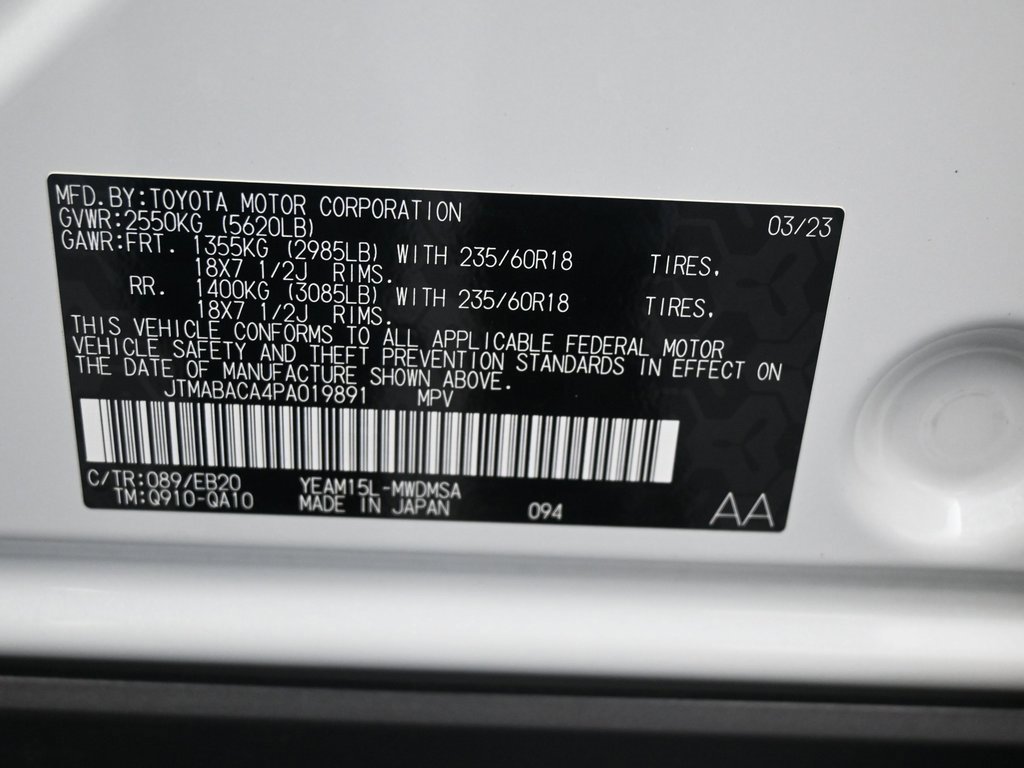 MFD.BY:TOYOTA MOTOR CORPORATION 03/23
GVWR:2550KG (5620LB)
GAWR:FRT. 1355KG (2985LB) WITH 235/60R18 TIRES,
18X7 1/2J RIMS.
RR. 1400KG (3085LB) WITH 235/60R18 TIRES,
18X7 1/2J RIMS.
THIS VEHICLE CONFORMS TO ALL APPLICABLE FEDERAL MOTOR
VEHICLE SAFETY AND THEFT PREVENTION STANDARDS IN EFFECT ON
THE DATE OF MANUFACTURE SHOWN ABOVE.
JTMABACA4PA019891 MPV
C/TR:089/EB20 YEAM15L-MWDMSA
TM:Q910-QA10 MADE IN JAPAN 094 AA